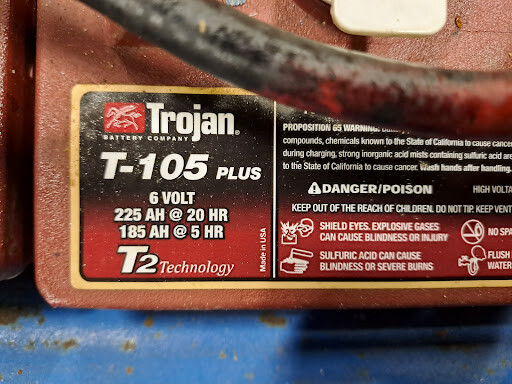 Trojan®
BATTERY COMPANY
T-105 PLUS
6 VOLT
225 AH @ 20 HR
185 AH @ 5 HR
T2 Technology
Made in USA
PROPOSITION 65 WARNING:
compounds, chemicals known to the State of California to cause cancer
during charging, strong inorganic acid mists containing sulfuric acid are
to the State of California to cause cancer. Wash hands after handling.
DANGER/POISON
HIGH VOLTA
KEEP OUT OF THE REACH OF CHILDREN. DO NOT TIP. KEEP VENT
SHIELD EYES. EXPLOSIVE GASES
CAN CAUSE BLINDNESS OR INJURY
NO SPA
SULFURIC ACID CAN CAUSE
BLINDNESS OR SEVERE BURNS
FLUSH
WATER